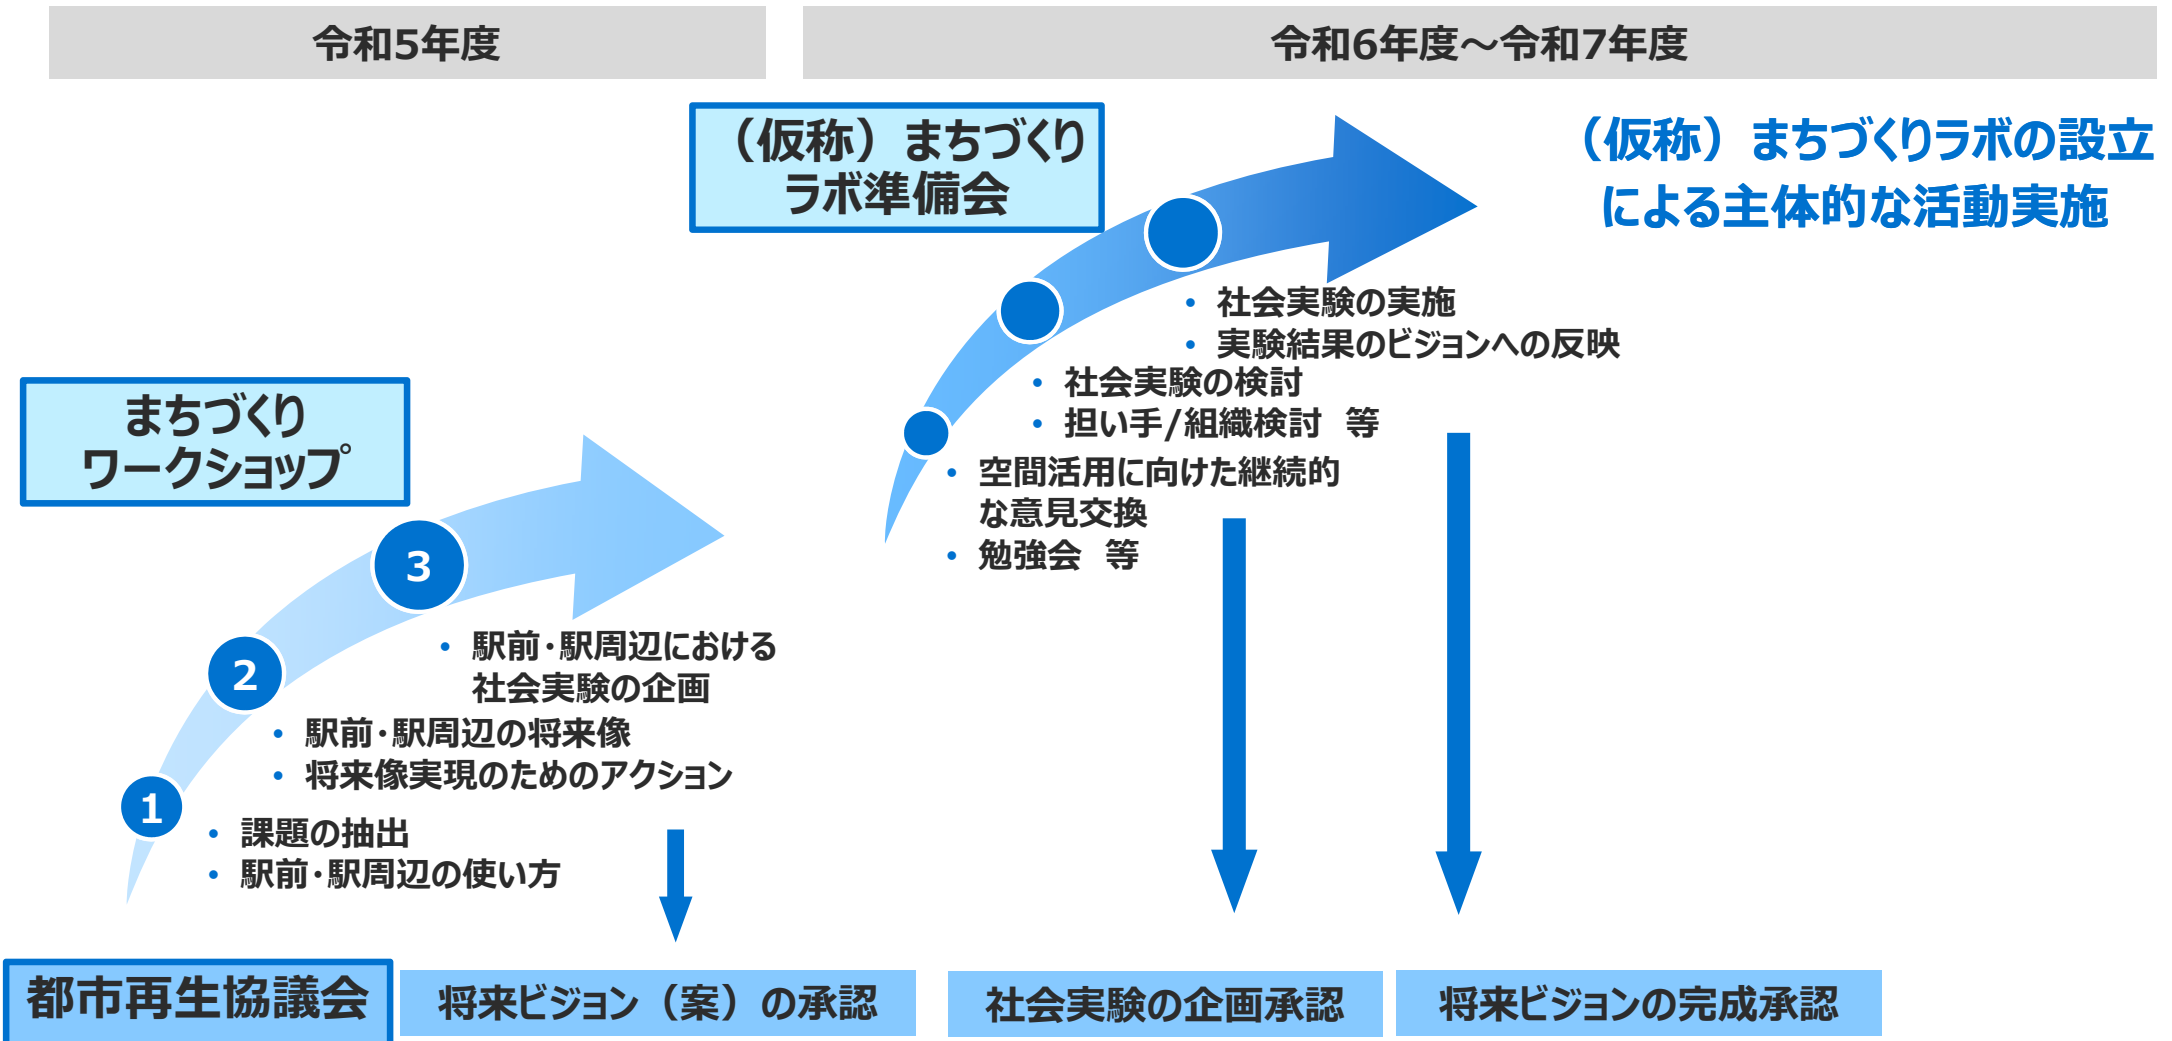 令和5年度
令和6年度～令和7年度
（仮称）まちづくり
ラボ準備会
（仮称）まちづくりラボの設立
による主体的な活動実施
• 社会実験の実施
• 実験結果のビジョンへの反映
• 社会実験の検討
• 担い手/組織検討　等
• 空間活用に向けた継続的
な意見交換
• 勉強会　等
まちづくり
ワークショップ
3
• 駅前・駅周辺における
社会実験の企画
2
• 駅前・駅周辺の将来像
• 将来像実現のためのアクション
1
• 課題の抽出
• 駅前・駅周辺の使い方
都市再生協議会
将来ビジョン（案）の承認
社会実験の企画承認
将来ビジョンの完成承認